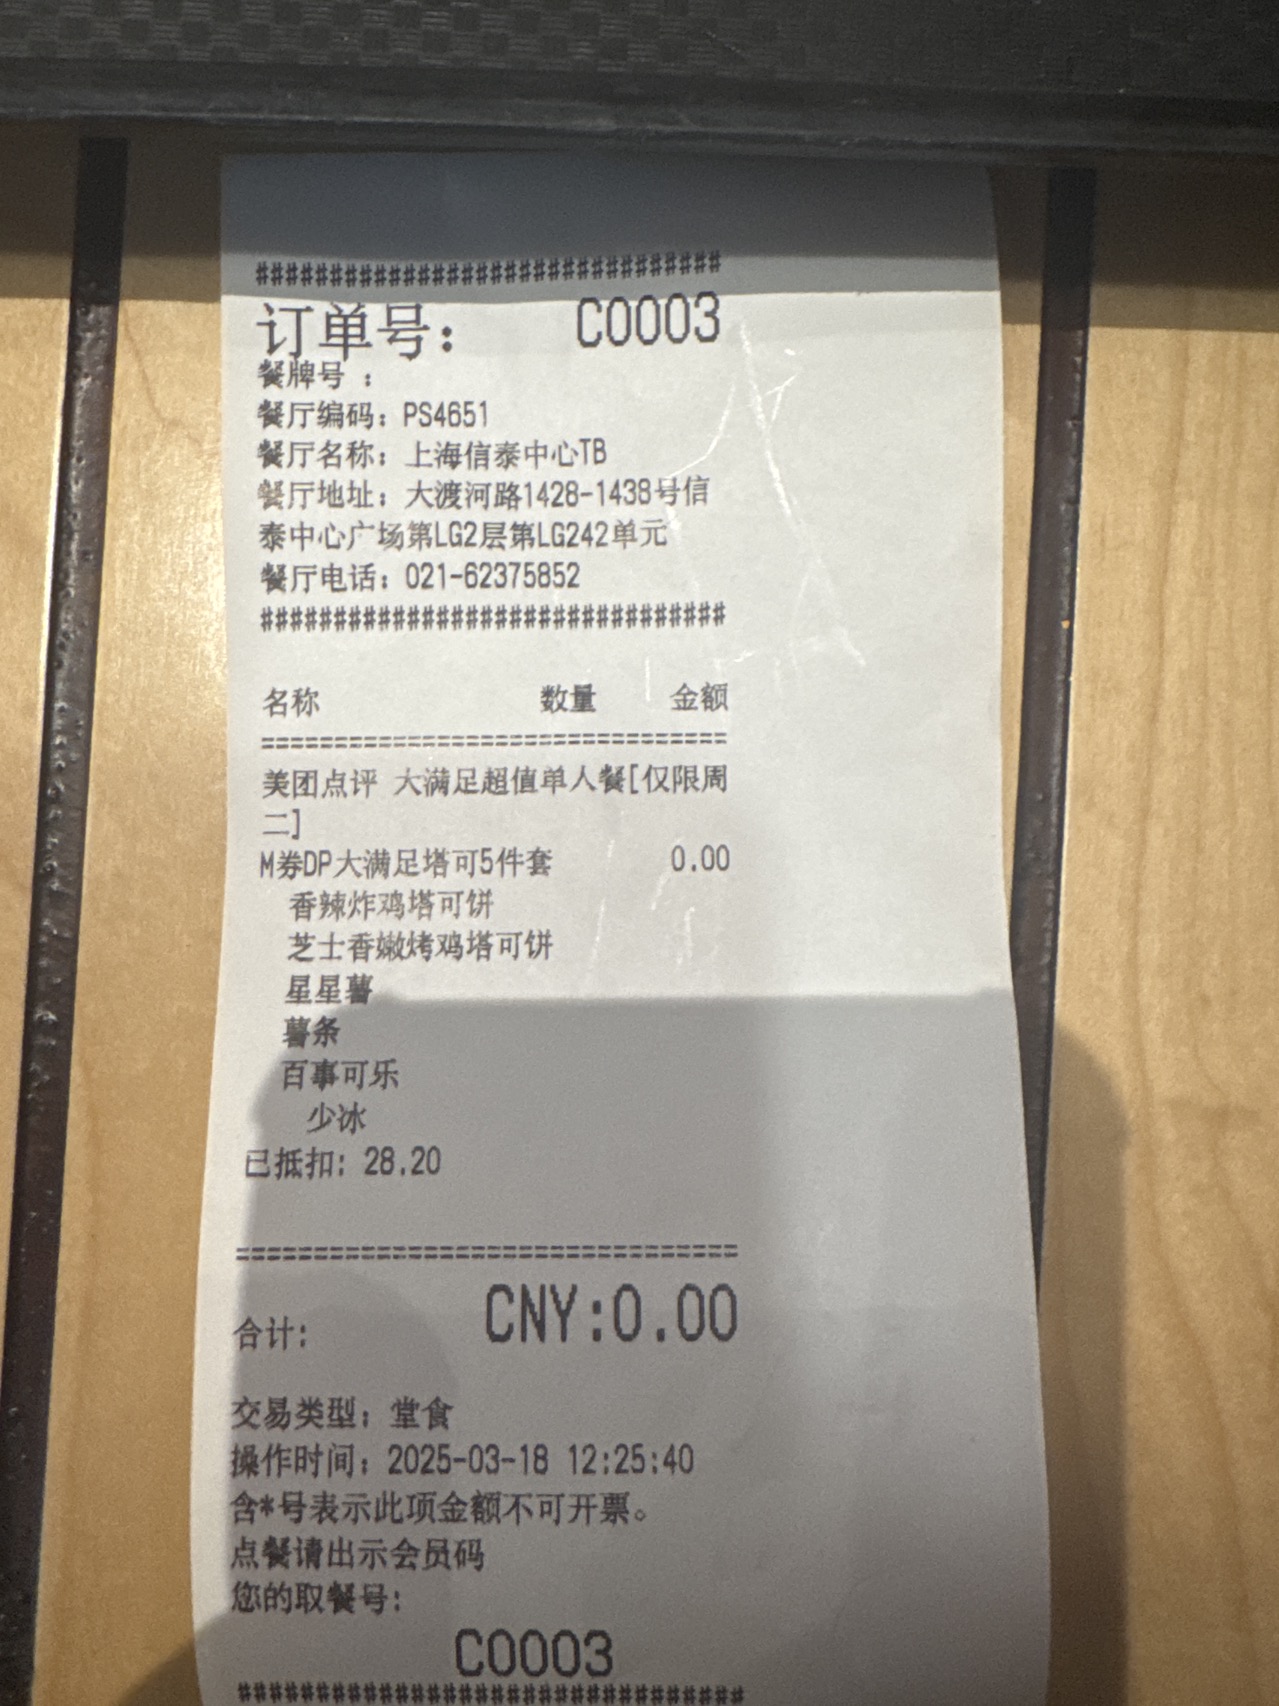 ################################
订单号： C0003
餐牌号 ：
餐厅编码：PS4651
餐厅名称：上海信泰中心TB
餐厅地址：大渡河路1428-1438号信
泰中心广场第LG2层第LG242单元
餐厅电话：021-62375852
################################
名称 数量 金额
================================
美团点评 大满足超值单人餐[仅限周
二]
M券DP大满足塔可5件套 0.00
香辣炸鸡塔可饼
芝士香嫩烤鸡塔可饼
星星薯
薯条
百事可乐
少冰
已抵扣: 28.20
================================
合计: CNY:0.00
交易类型：堂食
操作时间：2025-03-18 12:25:40
含*号表示此项金额不可开票。
点餐请出示会员码
您的取餐号:
C0003
################################